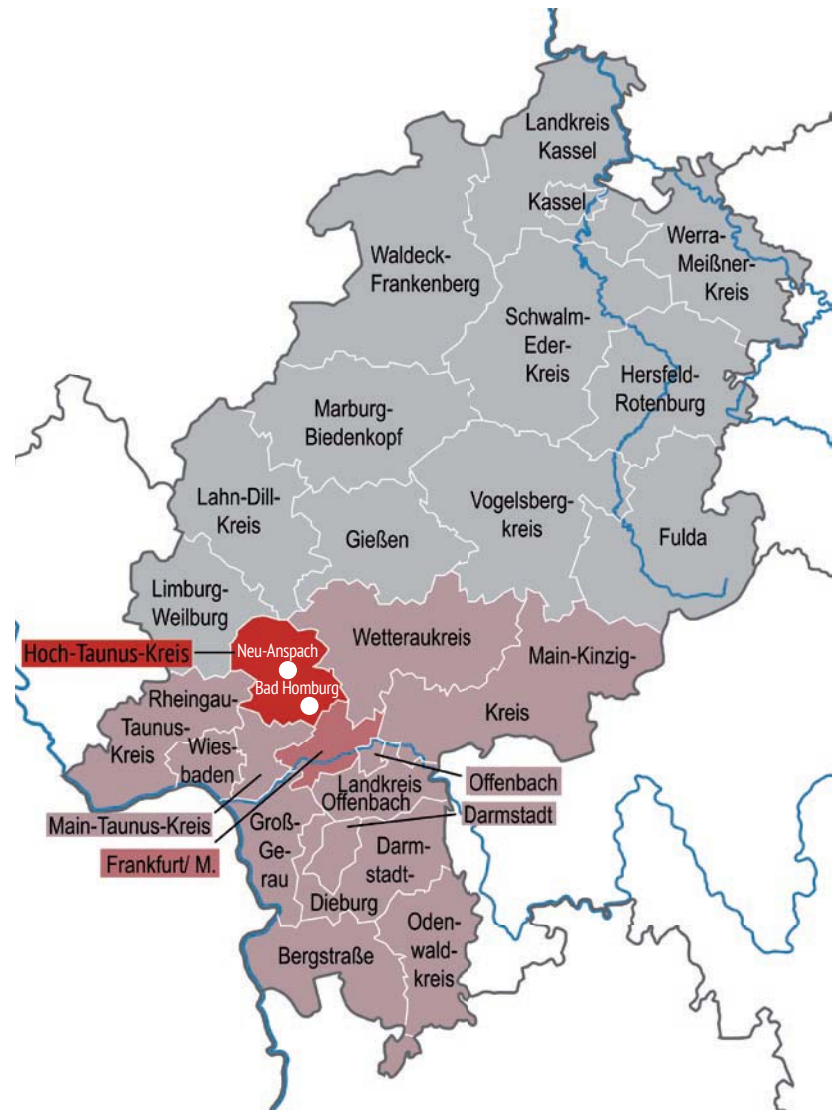 Landkreis
Kassel
Kassel
Werra-
Meißner-
Kreis
Waldeck-
Frankenberg
Schwalm-
Eder-
Kreis
Hersfeld-
Rotenburg
Marburg-
Biedenkopf
Lahn-Dill-
Kreis
Gießen
Vogelsberg-
kreis
Fulda
Limburg-
Weilburg
Hoch-Taunus-Kreis
Neu-Anspach
Bad Homburg
Wetteraukreis
Main-Kinzig-
Kreis
Rheingau-
Taunus-
Kreis
Wies-
baden
Main-Taunus-Kreis
Frankfurt/ M.
Landkreis
Offenbach
Offenbach
Darmstadt
Groß-
Ge-
rau
Darm-
stadt-
Dieburg
Bergstraße
Oden-
wald-
kreis